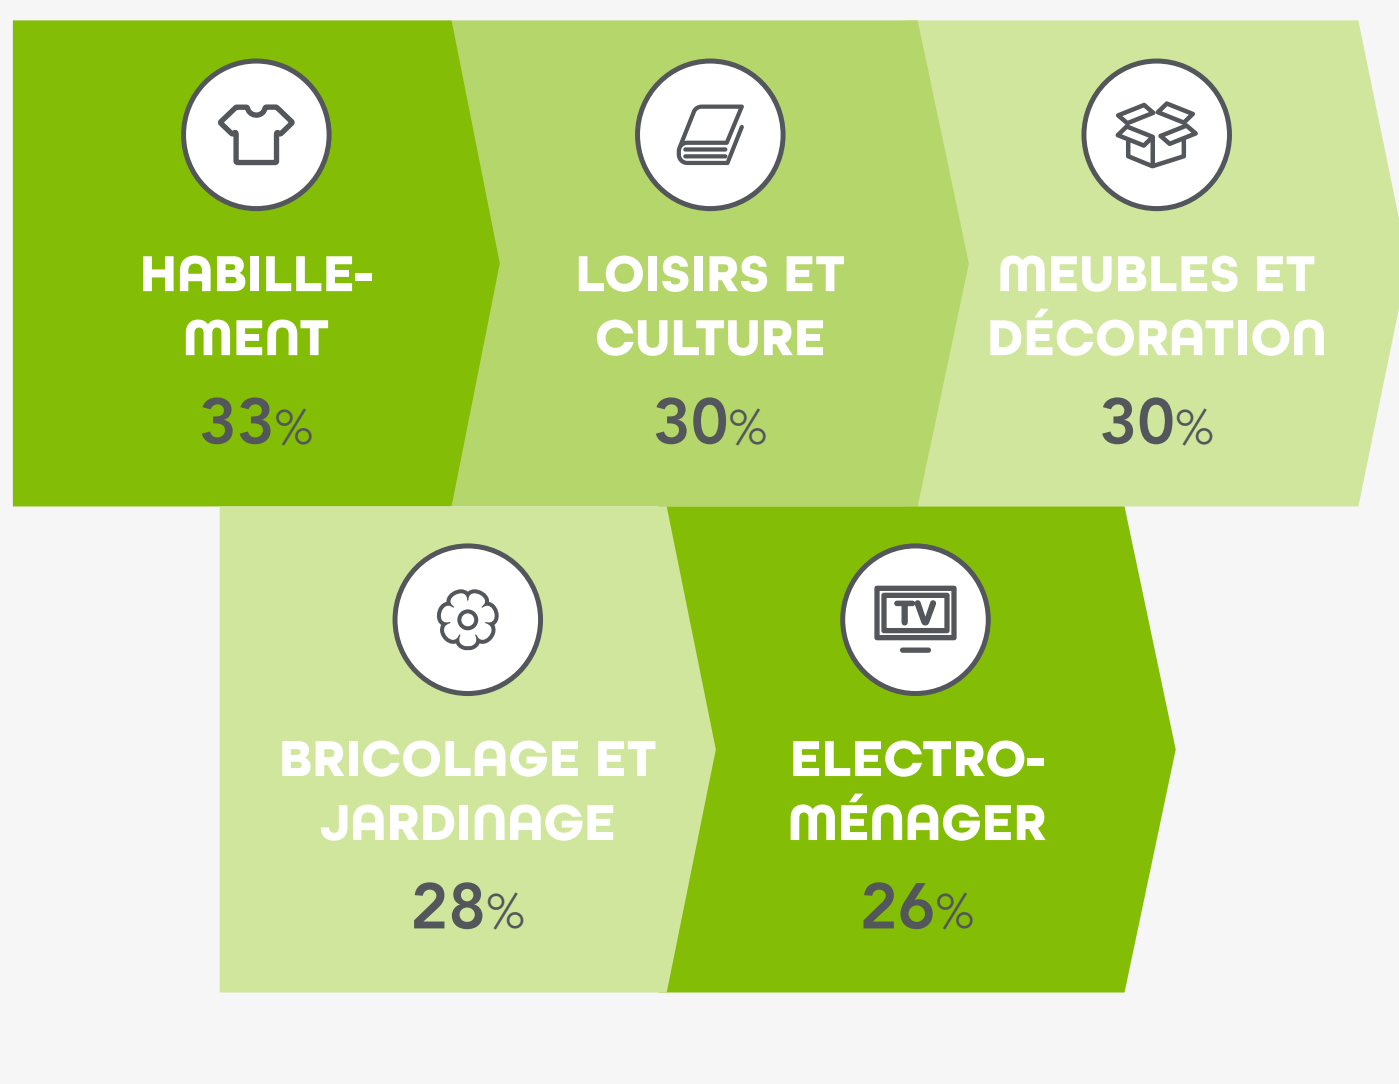 HABILLE-
MENT
33%
LOISIRS ET
CULTURE
30%
MEUBLES ET
DÉCORATION
30%
BRICOLAGE ET
JARDINAGE
28%
TV
ELECTRO-
MÉNAGER
26%